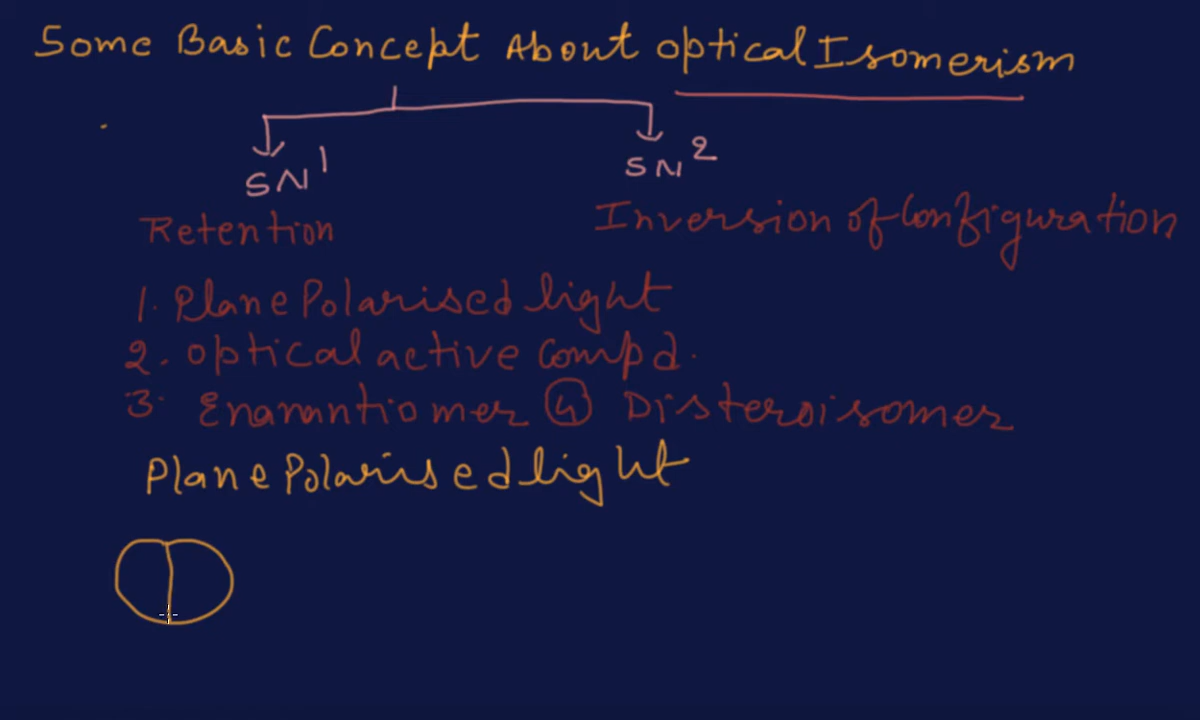 Some Basic Concept About Optical Isomerism
SN1 SN2
Retention Inversion of Configuration
1. Plane Polarised light
2. Optical active Compd.
3. Enanantiomer (4) Disteroisomer
Plane Polarised light